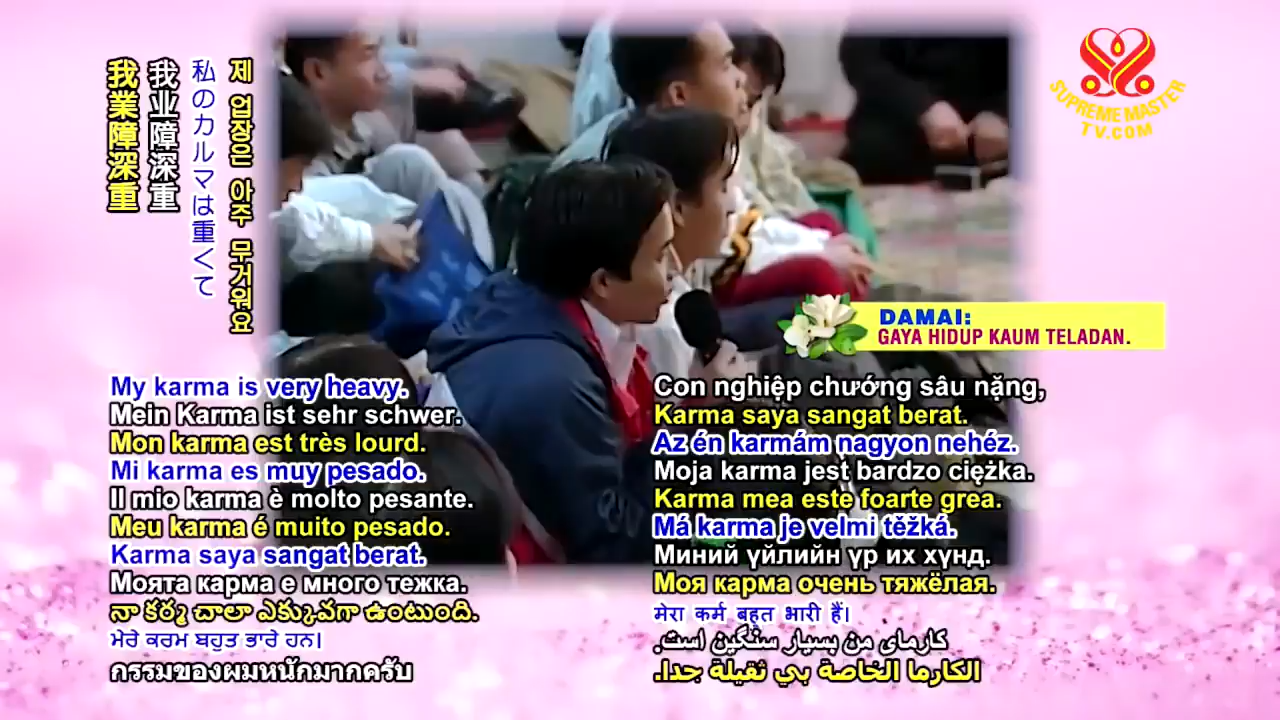 我業障深重
我业障深重
私のカルマは重くて
제 업장은 아주 무거워요
SUPREME MASTER
TV.COM
DAMAI:
GAYA HIDUP KAUM TELADAN.
My karma is very heavy.
Mein Karma ist sehr schwer.
Mon karma est très lourd.
Mi karma es muy pesado.
Il mio karma è molto pesante.
Meu karma é muito pesado.
Karma saya sangat berat.
Моята карма е много тежка.
నా కర్మ చాలా ఎక్కువగా ఉంటుంది.
ਮੇਰੇ ਕਰਮ ਬਹੁਤ ਭਾਰੇ ਹਨ।
กรรมของผมหนักมากครับ
Con nghiệp chướng sâu nặng,
Karma saya sangat berat.
Az én karmám nagyon nehéz.
Moja karma jest bardzo ciężka.
Karma mea este foarte grea.
Má karma je velmi těžká.
Миний үйлийн үр их хүнд.
Моя карма очень тяжёлая.
मेरा कर्म बहुत भारी हैं।
کارمای من بسیار سنگین است.
الكارما الخاصة بي ثقيلة جدا.